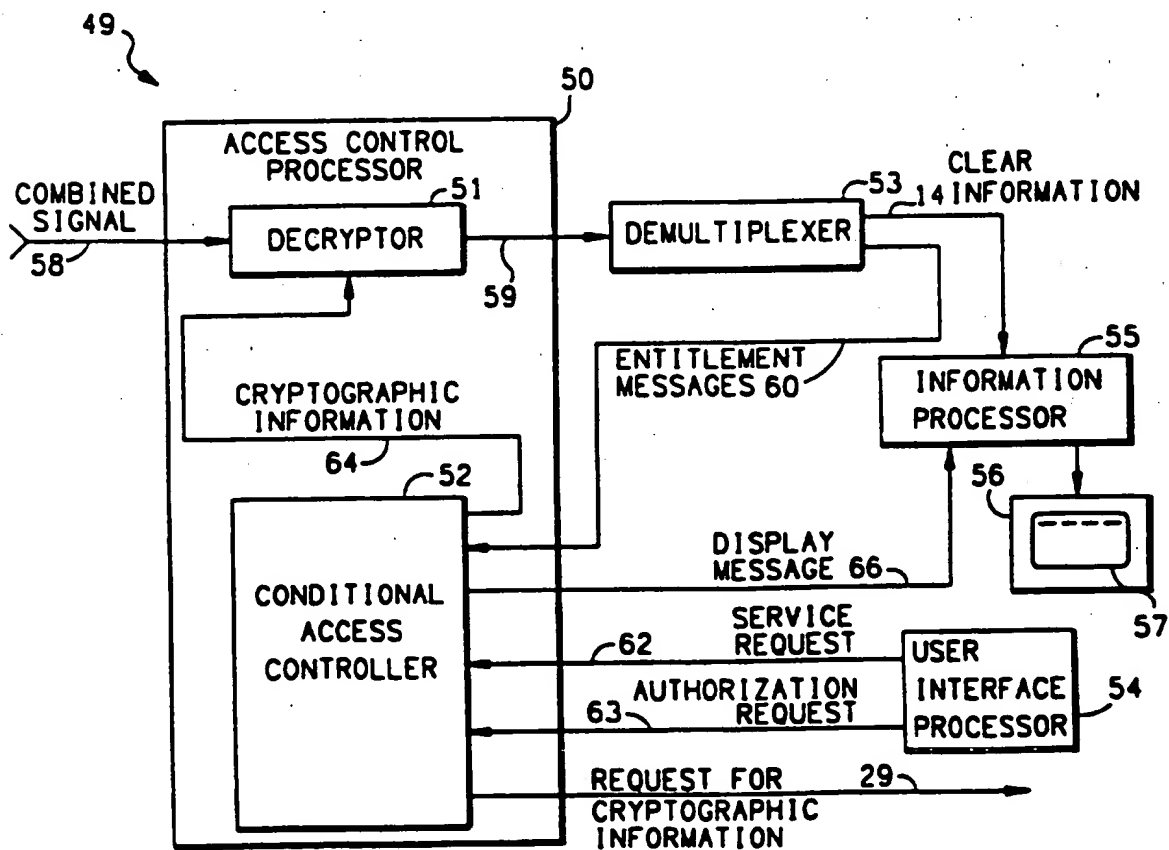 49
50
ACCESS CONTROL
PROCESSOR
COMBINED
SIGNAL
58
51
DECRYPTOR
59
53
DEMULTIPLEXER
CLEAR
14 INFORMATION
ENTITLEMENT
MESSAGES 60
55
INFORMATION
PROCESSOR
CRYPTOGRAPHIC
INFORMATION
64
52
CONDITIONAL
ACCESS
CONTROLLER
56
57
DISPLAY
MESSAGE 66
SERVICE
REQUEST
62
AUTHORIZATION
REQUEST
63
USER
INTERFACE
PROCESSOR
54
REQUEST FOR
CRYPTOGRAPHIC
INFORMATION
29